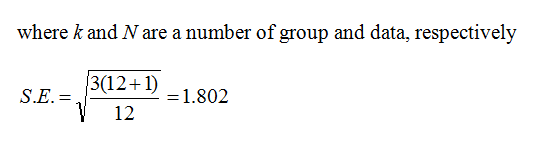 where k and N are a number of group and data, respectively
S.E. = √(3(12+1)/12) = 1.802